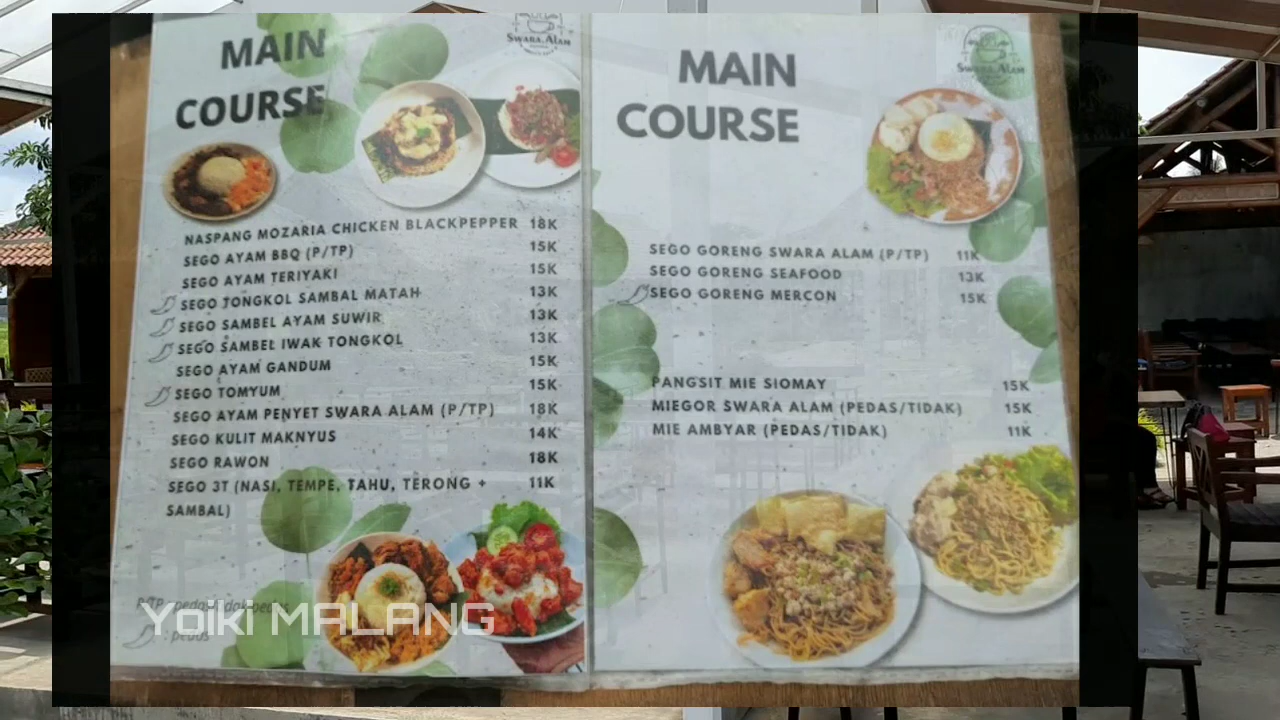 MAIN
COURSE
SWARA ALAM
NASPANG MOZARIA CHICKEN BLACKPEPPER 18K
SEGO AYAM BBQ (P/TP) 15K
SEGO AYAM TERIYAKI 15K
SEGO TONGKOL SAMBAL MATAH 13K
SEGO SAMBEL AYAM SUWIR 13K
SEGO SAMBEL IWAK TONGKOL 13K
SEGO AYAM GANDUM 15K
SEGO TOMYUM 15K
SEGO AYAM PENYET SWARA ALAM (P/TP) 18K
SEGO KULIT MAKNYUS 14K
SEGO RAWON 18K
SEGO 3T (NASI, TEMPE, TAHU, TERONG + 11K
SAMBAL)
: pedas
Yoiki MALANG
MAIN
COURSE
SWARA ALAM
SEGO GORENG SWARA ALAM (P/TP) 11K
SEGO GORENG SEAFOOD 13K
SEGO GORENG MERCON 15K
PANGSIT MIE SIOMAY 15K
MIEGOR SWARA ALAM (PEDAS/TIDAK) 15K
MIE AMBYAR (PEDAS/TIDAK) 11K